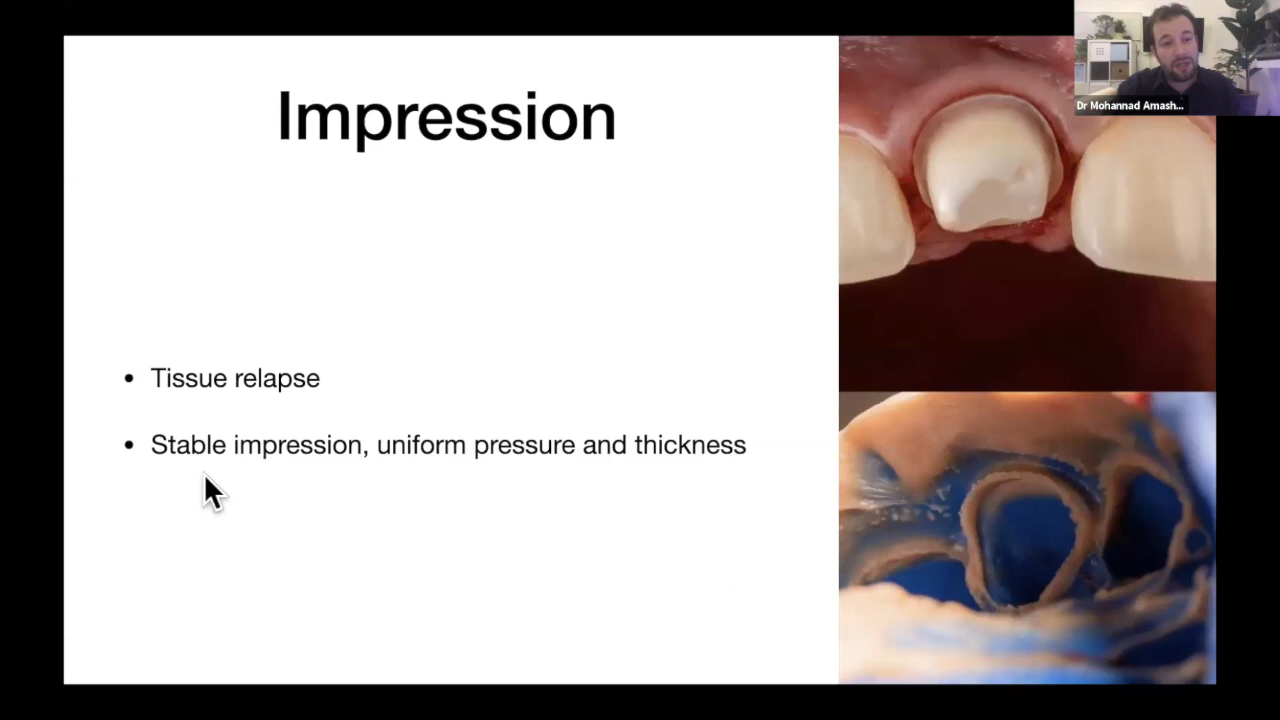 Impression
Dr Mohannad Amash...
• Tissue relapse
• Stable impression, uniform pressure and thickness